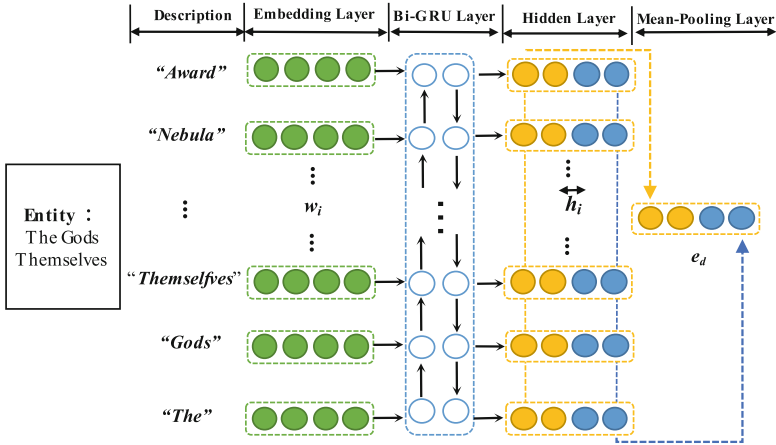 Description Embedding Layer Bi-GRU Layer Hidden Layer Mean-Pooling Layer
“Award”
“Nebula”
Entity :
The Gods
Themselves
w_i
h_i
e_d
“Themselfves”
“Gods”
“The”